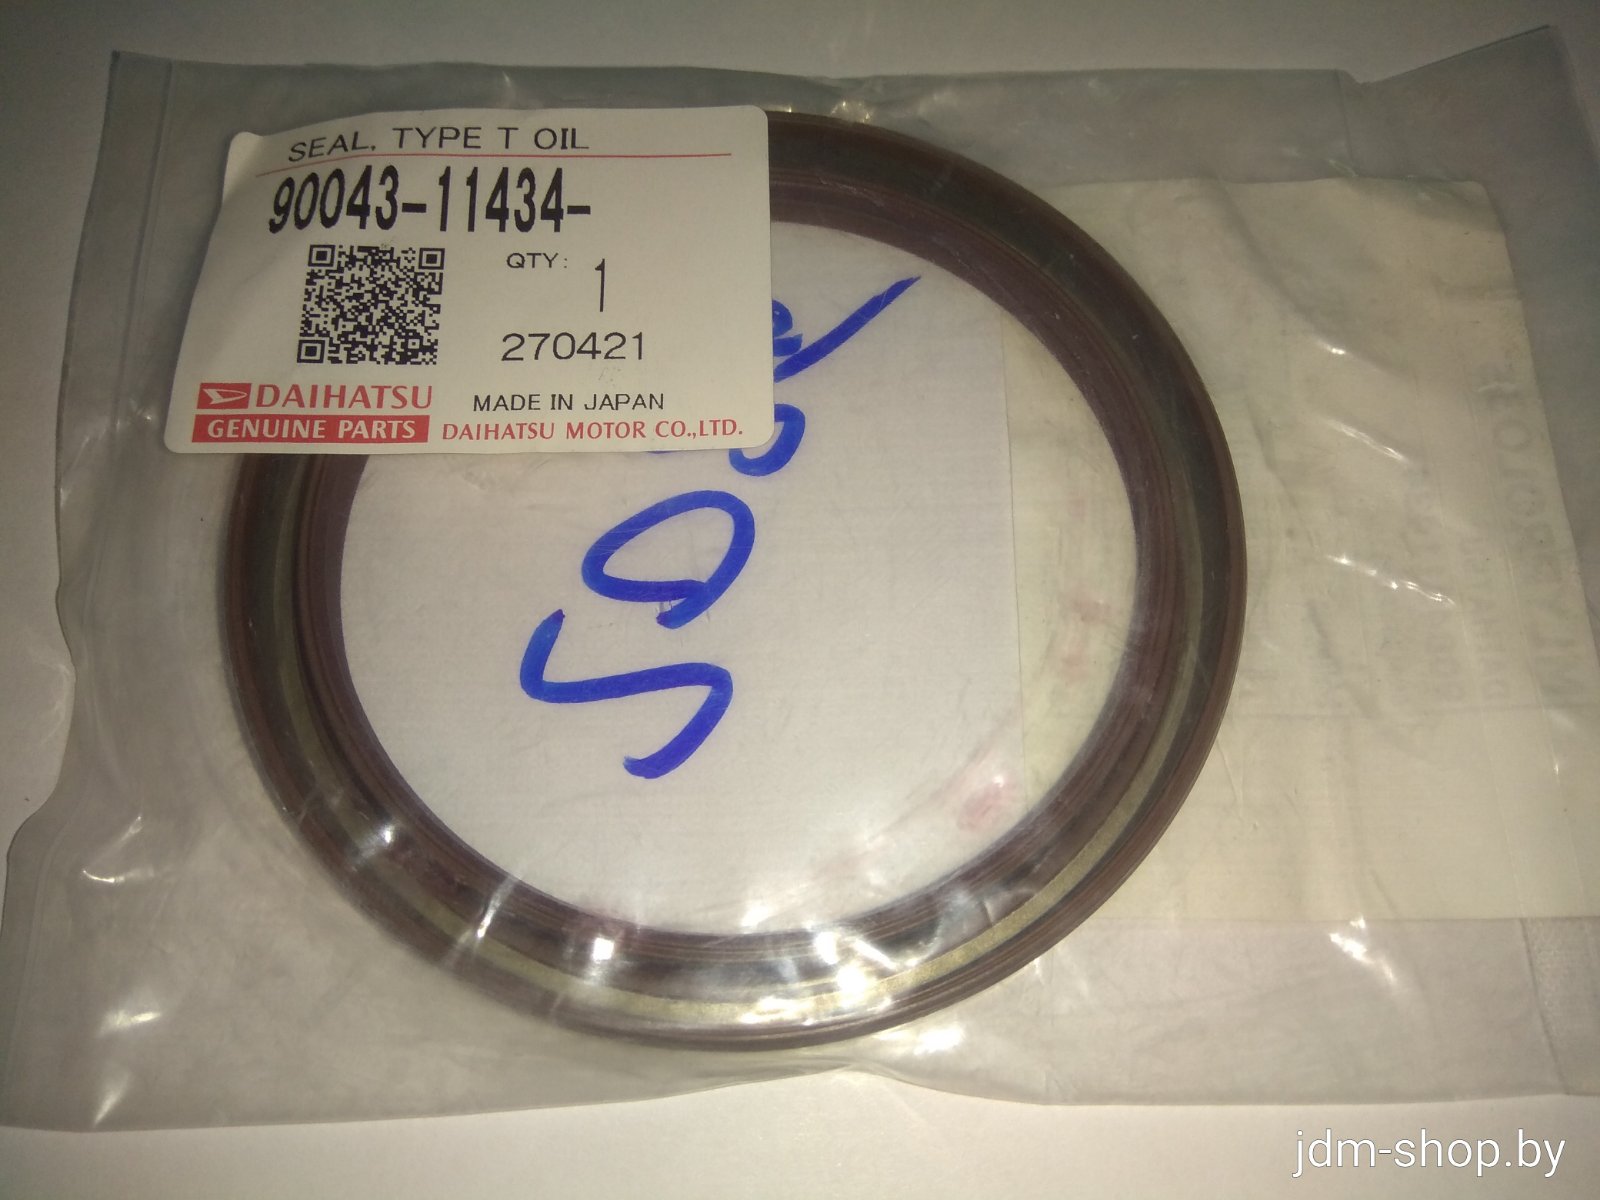 SEAL, TYPE T OIL
90043-11434-
QTY: 1
270421
DAIHATSU
GENUINE PARTS
MADE IN JAPAN
DAIHATSU MOTOR CO.,LTD.
jdm-shop.by